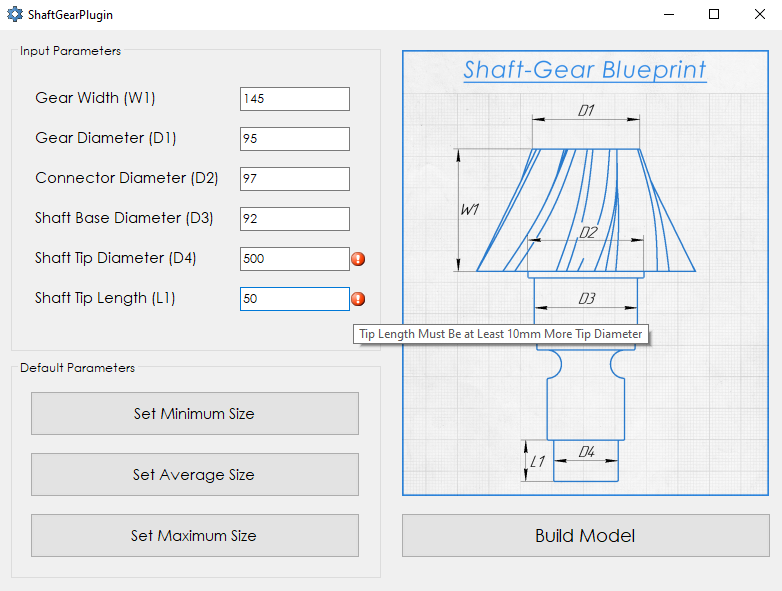 ShaftGearPlugin
Input Parameters
Gear Width (W1)
145
Gear Diameter (D1)
95
Connector Diameter (D2)
97
Shaft Base Diameter (D3)
92
Shaft Tip Diameter (D4)
500
Shaft Tip Length (L1)
50
Tip Length Must Be at Least 10mm More Tip Diameter
Default Parameters
Set Minimum Size
Set Average Size
Set Maximum Size
Shaft-Gear Blueprint
D1
W1
D2
D3
L1
D4
Build Model